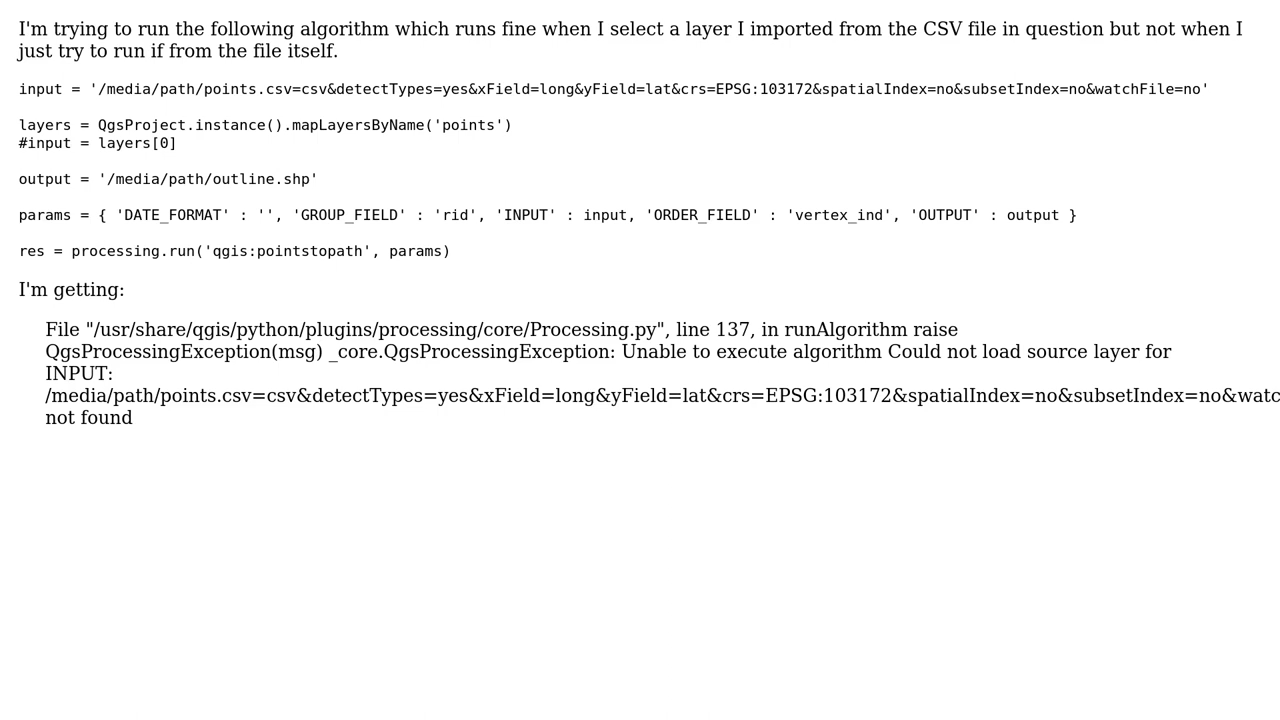 I'm trying to run the following algorithm which runs fine when I select a layer I imported from the CSV file in question but not when I
just try to run if from the file itself.
input = '/media/path/points.csv=csv&detectTypes=yes&xField=long&yField=lat&crs=EPSG:103172&spatialIndex=no&subsetIndex=no&watchFile=no'
layers = QgsProject.instance().mapLayersByName('points')
#input = layers[0]
output = '/media/path/outline.shp'
params = { 'DATE_FORMAT' : '', 'GROUP_FIELD' : 'rid', 'INPUT' : input, 'ORDER_FIELD' : 'vertex_ind', 'OUTPUT' : output }
res = processing.run('qgis:pointstopath', params)
I'm getting:
File "/usr/share/qgis/python/plugins/processing/core/Processing.py", line 137, in runAlgorithm raise
QgsProcessingException(msg) _core.QgsProcessingException: Unable to execute algorithm Could not load source layer for
INPUT:
/media/path/points.csv=csv&detectTypes=yes&xField=long&yField=lat&crs=EPSG:103172&spatialIndex=no&subsetIndex=no&watc
not found